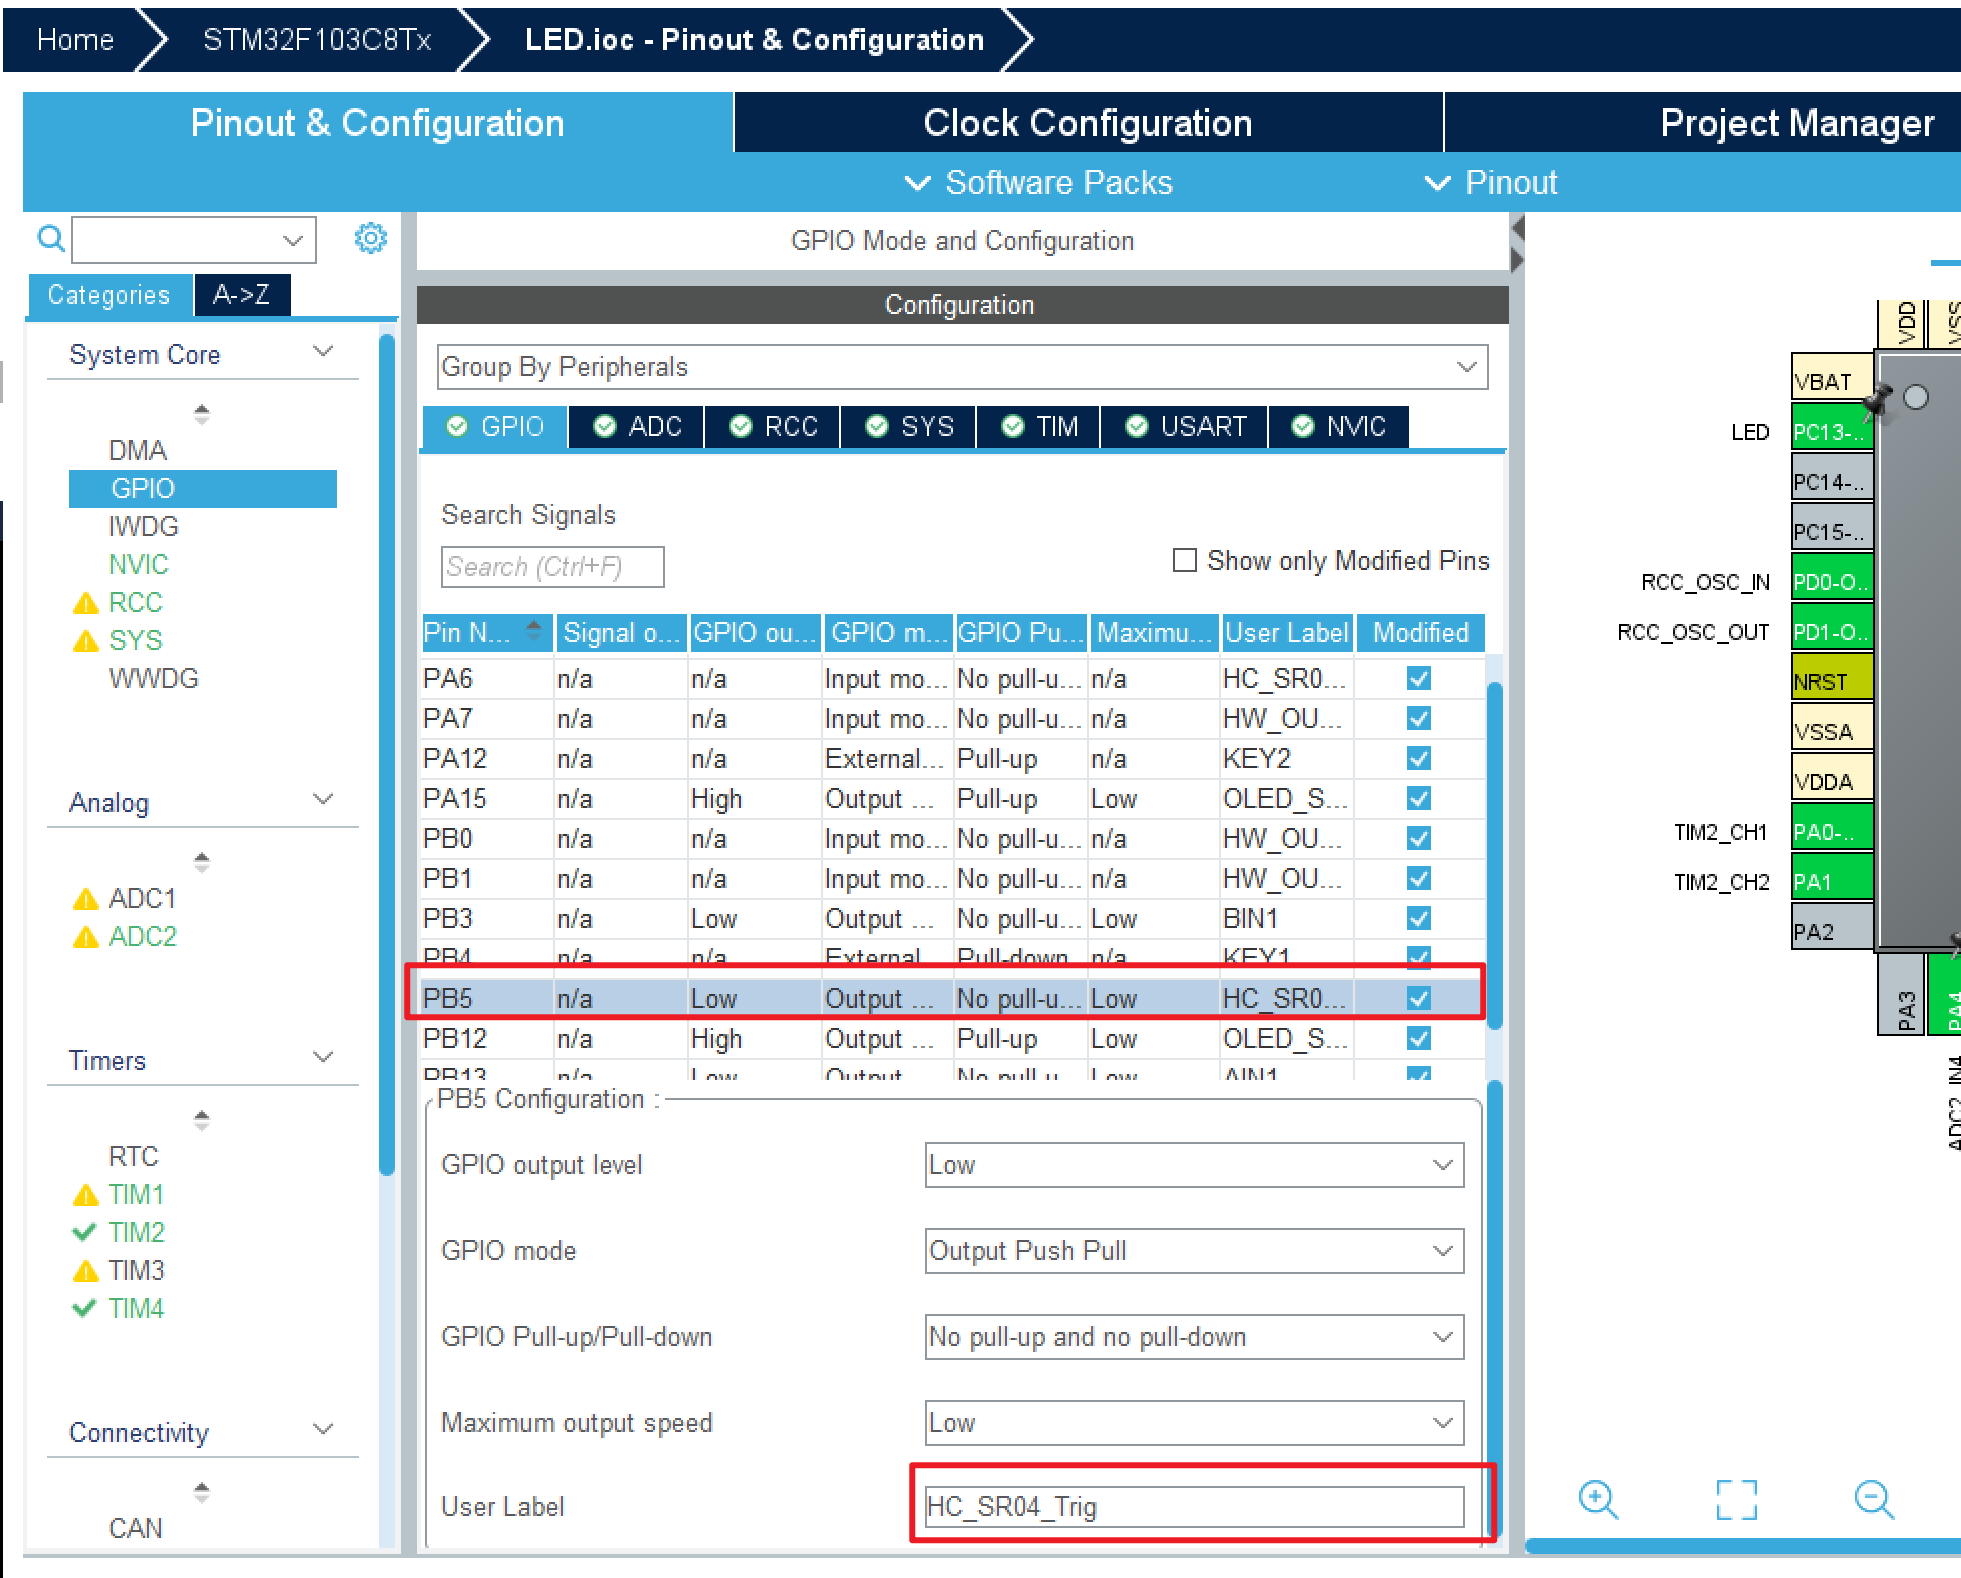 Home STM32F103C8Tx LED.ioc - Pinout & Configuration
Pinout & Configuration Clock Configuration Project Manager
Software Packs Pinout
GPIO Mode and Configuration
Categories A->Z
Configuration
System Core
Group By Peripherals
GPIO ADC RCC SYS TIM USART NVIC
DMA
GPIO
IWDG
NVIC
RCC
SYS
WWDG
Search Signals
Search (Ctrl+F)
Show only Modified Pins
Pin N... Signal o... GPIO ou... GPIO m... GPIO Pu... Maximu... User Label Modified
PA6 n/a n/a Input mo... No pull-u... n/a HC_SR0...
PA7 n/a n/a Input mo... No pull-u... n/a HW_OU...
PA12 n/a n/a External... Pull-up n/a KEY2
PA15 n/a High Output ... Pull-up Low OLED_S...
PB0 n/a n/a Input mo... No pull-u... n/a HW_OU...
PB1 n/a n/a Input mo... No pull-u... n/a HW_OU...
PB3 n/a Low Output ... No pull-u... Low BIN1
PB4 n/a n/a External Pull-down n/a KEY1
PB5 n/a Low Output ... No pull-u... Low HC_SR0...
PB12 n/a High Output ... Pull-up Low OLED_S...
PB13 n/a Low Output No pull-u Low AIN1
Analog
ADC1
ADC2
Timers
RTC
TIM1
TIM2
TIM3
TIM4
Connectivity
CAN
PB5 Configuration :
GPIO output level Low
GPIO mode Output Push Pull
GPIO Pull-up/Pull-down No pull-up and no pull-down
Maximum output speed Low
User Label HC_SR04_Trig
VDD
VSS
VBAT
LED PC13-..
PC14-..
PC15-..
RCC_OSC_IN PD0-O..
RCC_OSC_OUT PD1-O..
NRST
VSSA
VDDA
TIM2_CH1 PA0-..
TIM2_CH2 PA1
PA2
PA3
PA4
ADC2_IN4